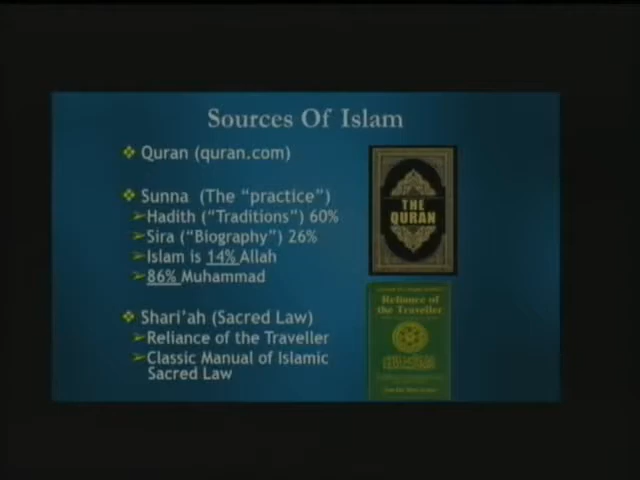 Sources Of Islam
Quran (quran.com)
Sunna (The “practice”)
Hadith (“Traditions”) 60%
Sira (“Biography”) 26%
Islam is 14% Allah
86% Muhammad
Shari’ah (Sacred Law)
Reliance of the Traveller
Classic Manual of Islamic
Sacred Law
THE
QURAN
Reliance of
the Traveller